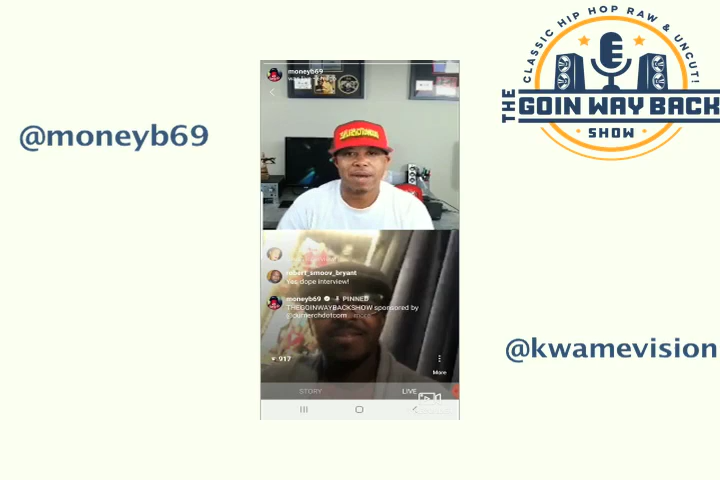 CLASSIC HIP HOP RAW & UNCUT!
THE
GOIN WAY BACK
SHOW
@moneyb69
moneyb69
robert_smoov_bryant
Yes dope interview!
moneyb69 PINNED
THEGOINWAYBACKSHOW sponsored by
more
917
More
STORY
LIVE
@kwamevision